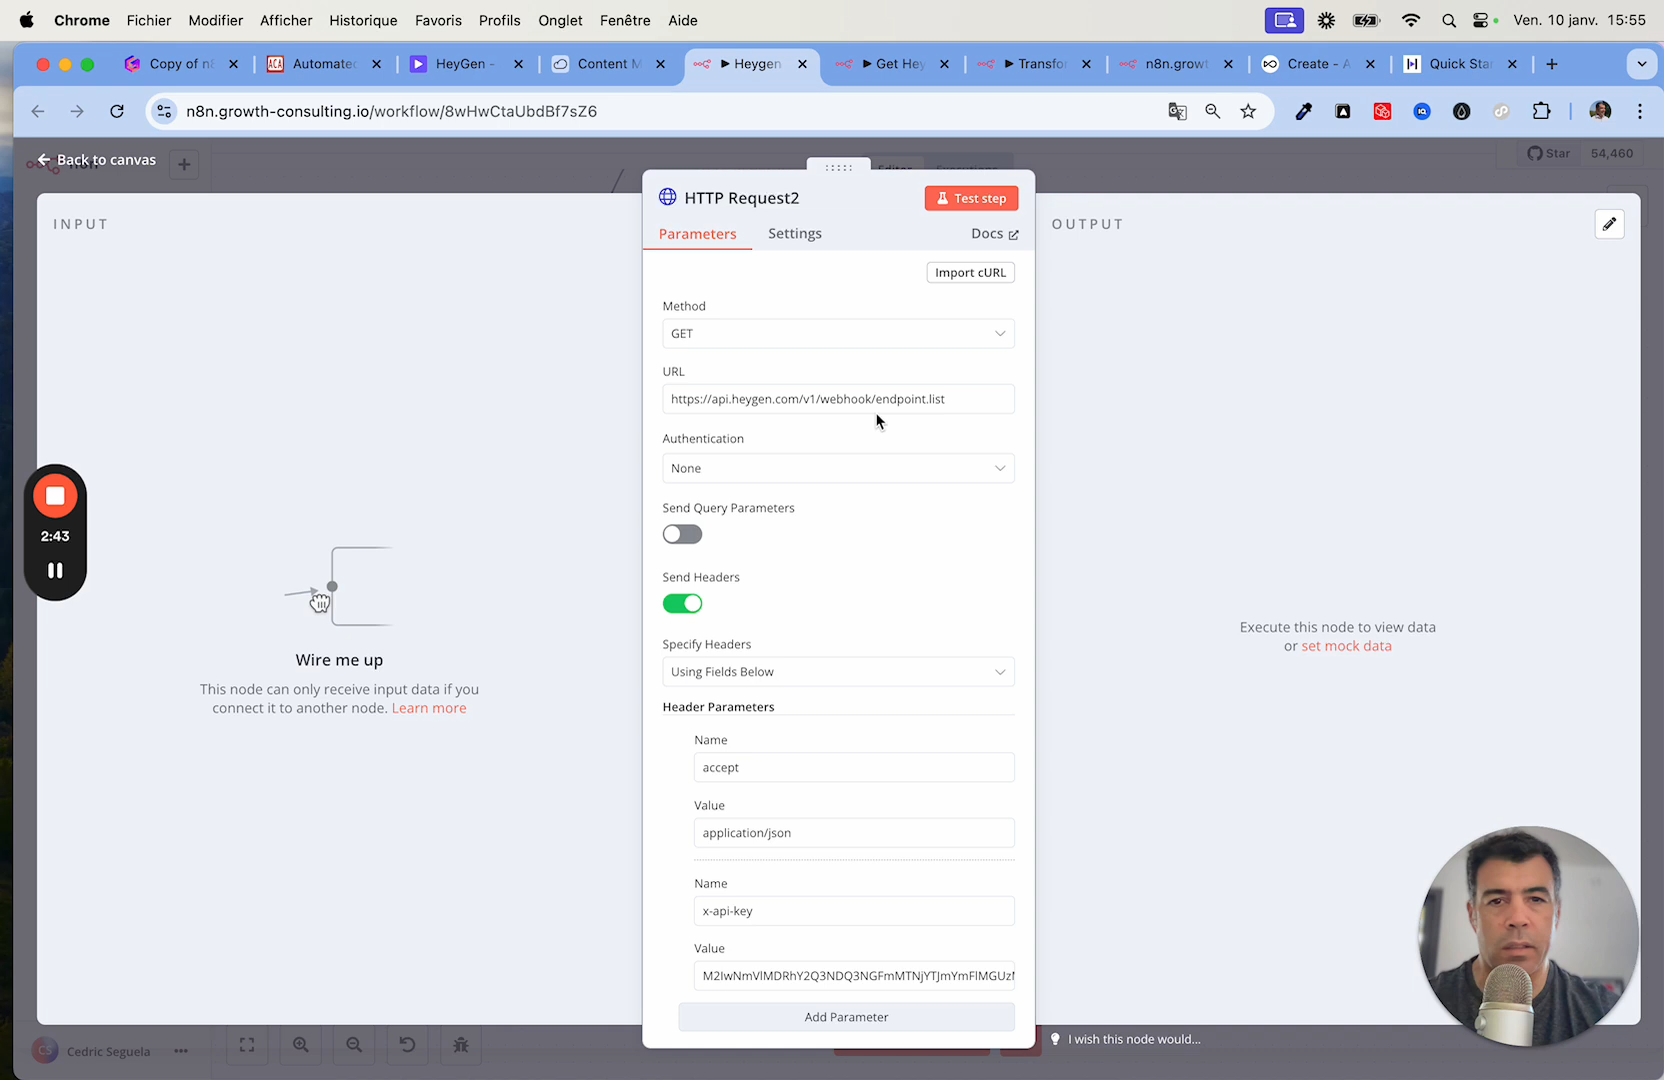 Chrome Fichier Modifier Afficher Historique Favoris Profils Onglet Fenêtre Aide
Ven. 10 janv. 15:55
Copy of n8
Automated
HeyGen -
Content M
Heygen
Get Hey
Transfor
n8n.growt
Create - A
Quick Sta
n8n.growth-consulting.io/workflow/8wHwCtaUbdBf7sZ6
Back to canvas
Editor
Executions
Star 54,460
INPUT
HTTP Request2
Test step
OUTPUT
Parameters
Settings
Docs
Import cURL
Method
GET
URL
https://api.heygen.com/v1/webhook/endpoint.list
Authentication
None
Send Query Parameters
2:43
Send Headers
Specify Headers
Using Fields Below
Header Parameters
Name
accept
Value
application/json
Name
x-api-key
Value
Add Parameter
Wire me up
This node can only receive input data if you
connect it to another node. Learn more
Execute this node to view data
or set mock data
CS
Cedric Seguela
I wish this node would...